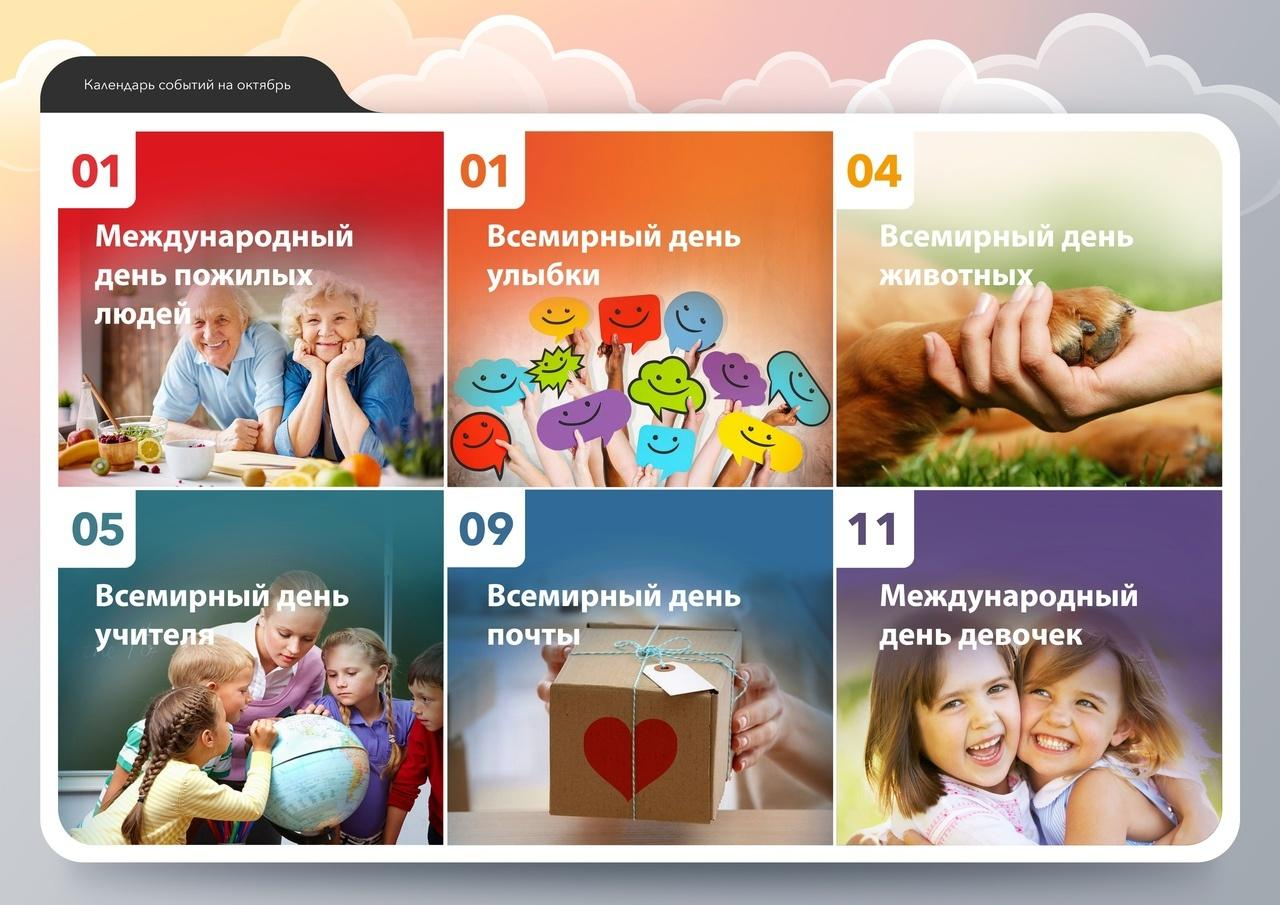 Календарь событий на октябрь
01
Международный
день пожилых
людей
01
Всемирный день
улыбки
04
Всемирный день
животных
05
Всемирный день
учителя
09
Всемирный день
почты
11
Международный
день девочек